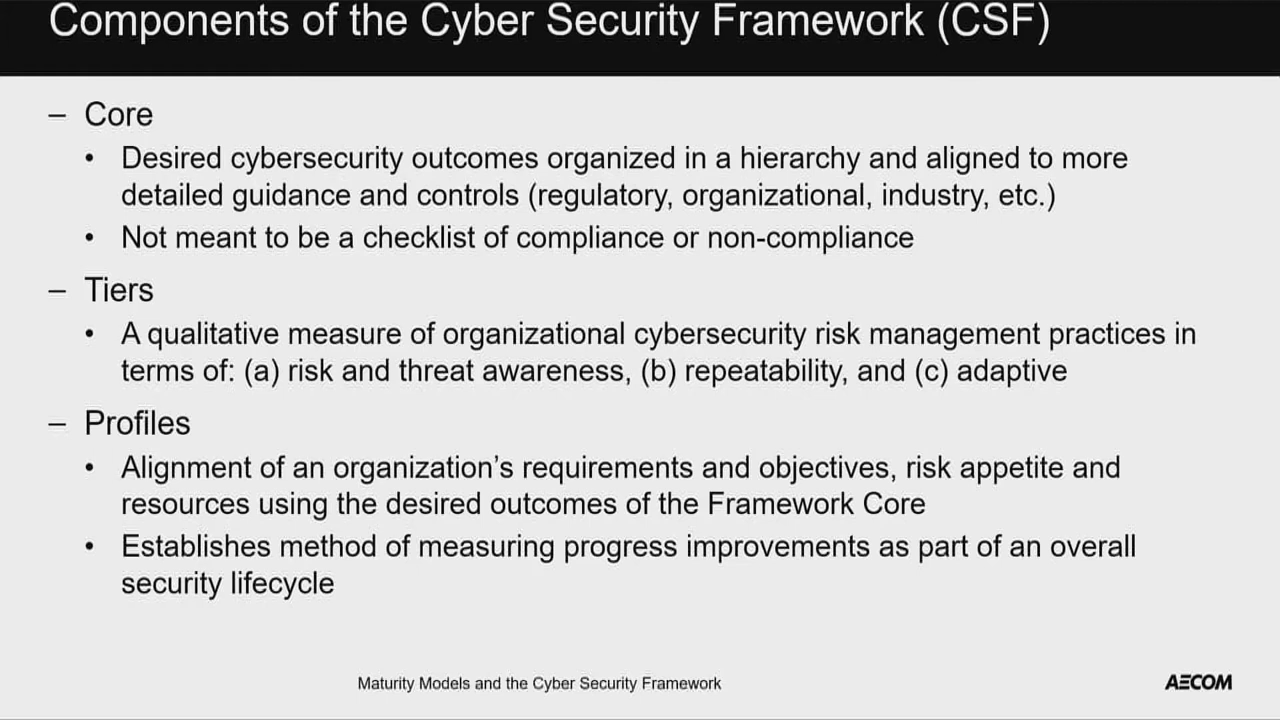 Components of the Cyber Security Framework (CSF)
– Core
• Desired cybersecurity outcomes organized in a hierarchy and aligned to more
detailed guidance and controls (regulatory, organizational, industry, etc.)
• Not meant to be a checklist of compliance or non-compliance
– Tiers
• A qualitative measure of organizational cybersecurity risk management practices in
terms of: (a) risk and threat awareness, (b) repeatability, and (c) adaptive
– Profiles
• Alignment of an organization’s requirements and objectives, risk appetite and
resources using the desired outcomes of the Framework Core
• Establishes method of measuring progress improvements as part of an overall
security lifecycle
Maturity Models and the Cyber Security Framework
AECOM